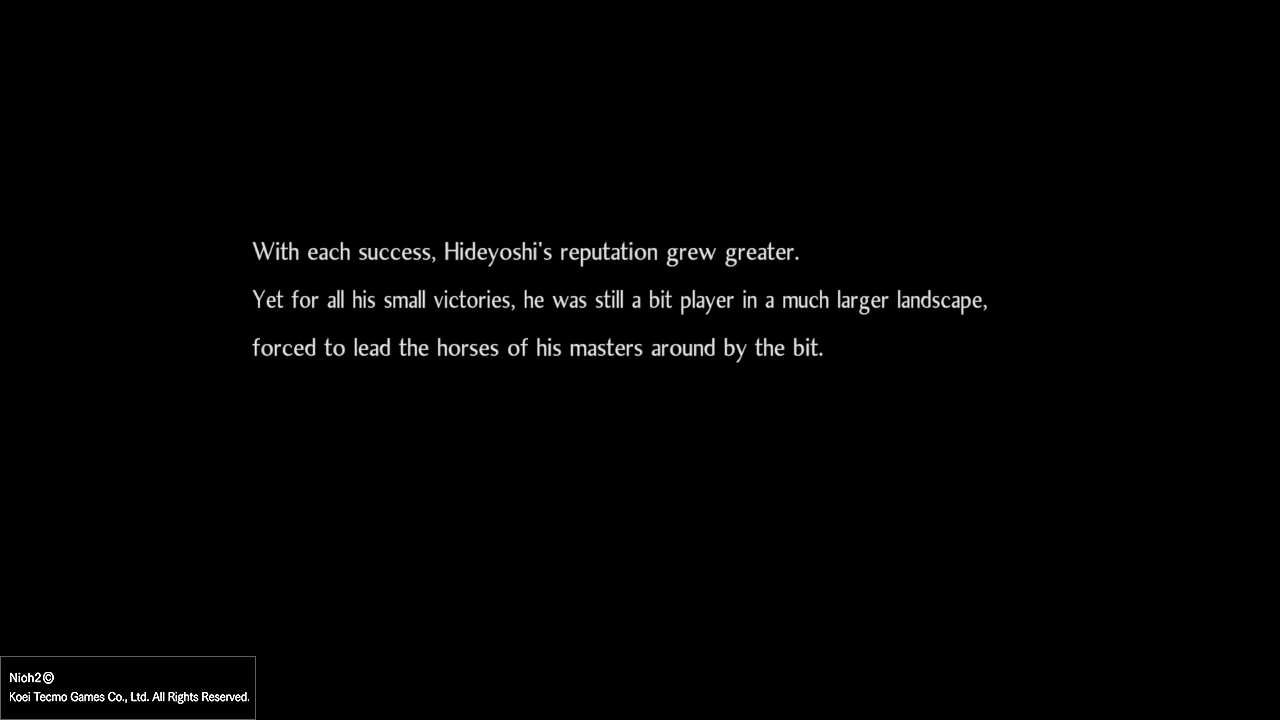 With each success, Hideyoshi's reputation grew greater.
Yet for all his small victories, he was still a bit player in a much larger landscape,
forced to lead the horses of his masters around by the bit.
Nioh2©
Koei Tecmo Games Co., Ltd. All Rights Reserved.